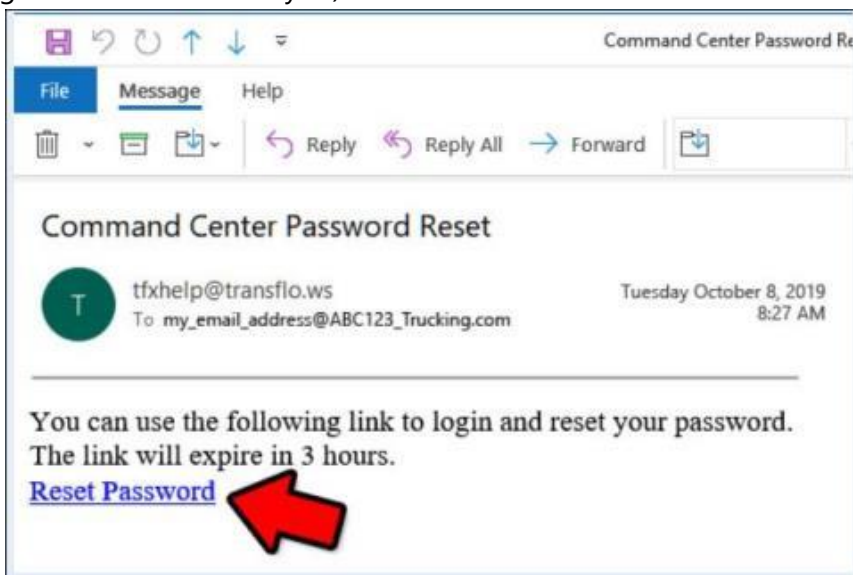 Command Center Password Re
File Message Help
Reply Reply All Forward
Command Center Password Reset
T
tfxhelp@transflo.ws
Tuesday October 8, 2019
To my_email_address@ABC123_Trucking.com
8:27 AM
You can use the following link to login and reset your password.
The link will expire in 3 hours.
Reset Password